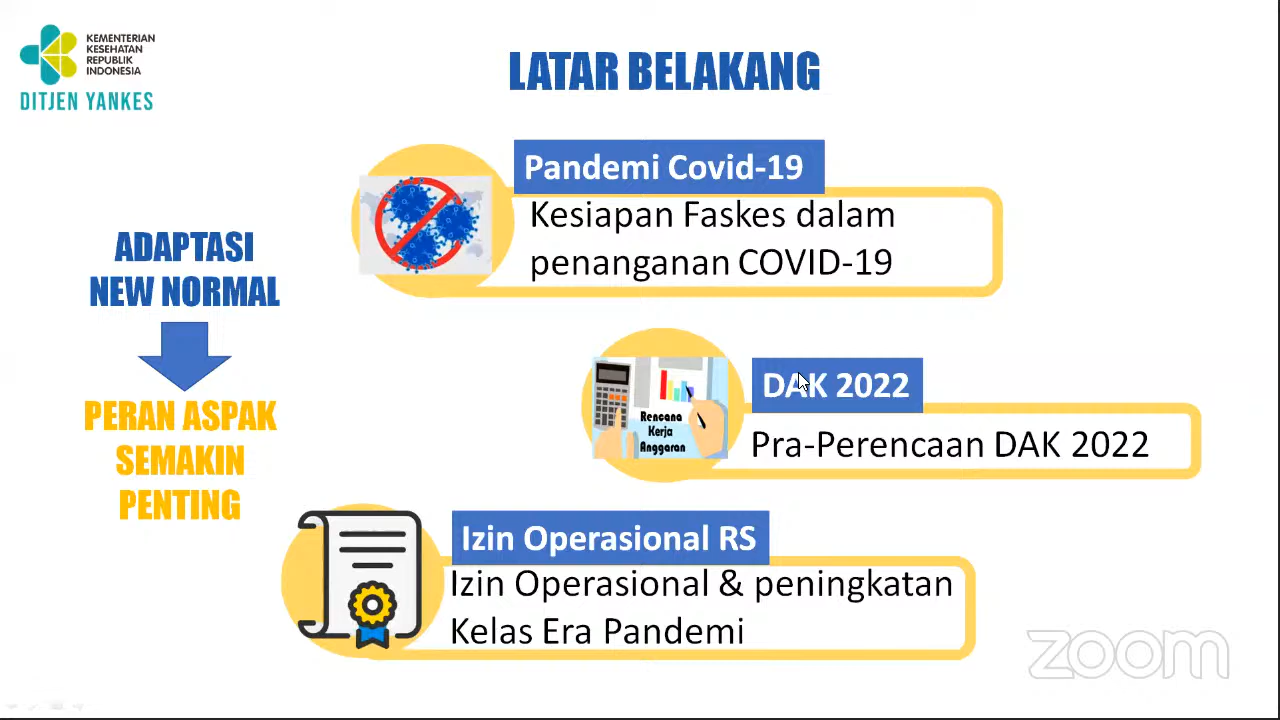 KEMENTERIAN
KESEHATAN
REPUBLIK
INDONESIA
DITJEN YANKES
LATAR BELAKANG
ADAPTASI
NEW NORMAL
PERAN ASPAK
SEMAKIN
PENTING
Pandemi Covid-19
Kesiapan Faskes dalam
penanganan COVID-19
Rencana
Kerja
Anggaran
DAK 2022
Pra-Perencaan DAK 2022
Izin Operasional RS
Izin Operasional & peningkatan
Kelas Era Pandemi
zoom